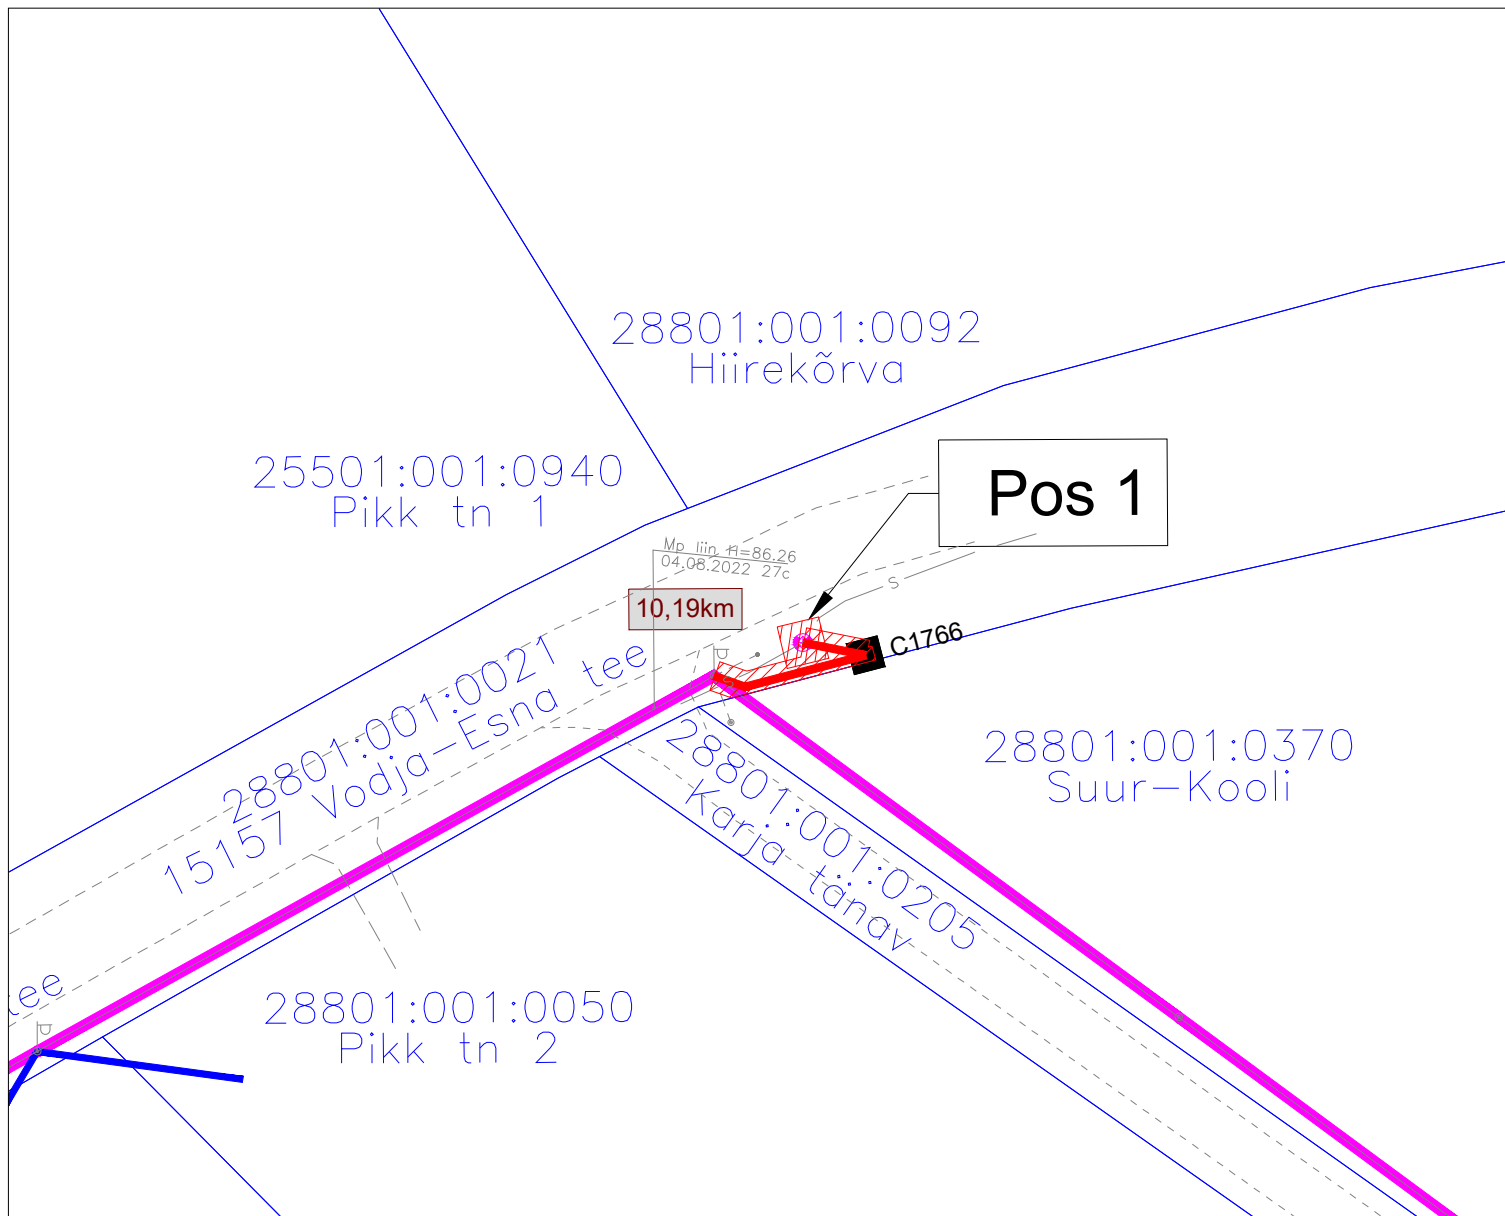 28801:001:0092
Hiirekõrva
25501:001:0940
Pikk tn 1
Pos 1
Mp liin H=86.26
04.08.2022 27c
10,19km
S
C1766
28801:001:0021
15157 Vodja-Esna tee
28801:001:0370
Suur-Kooli
28801:001:0205
Karja tänav
tee
28801:001:0050
Pikk tn 2